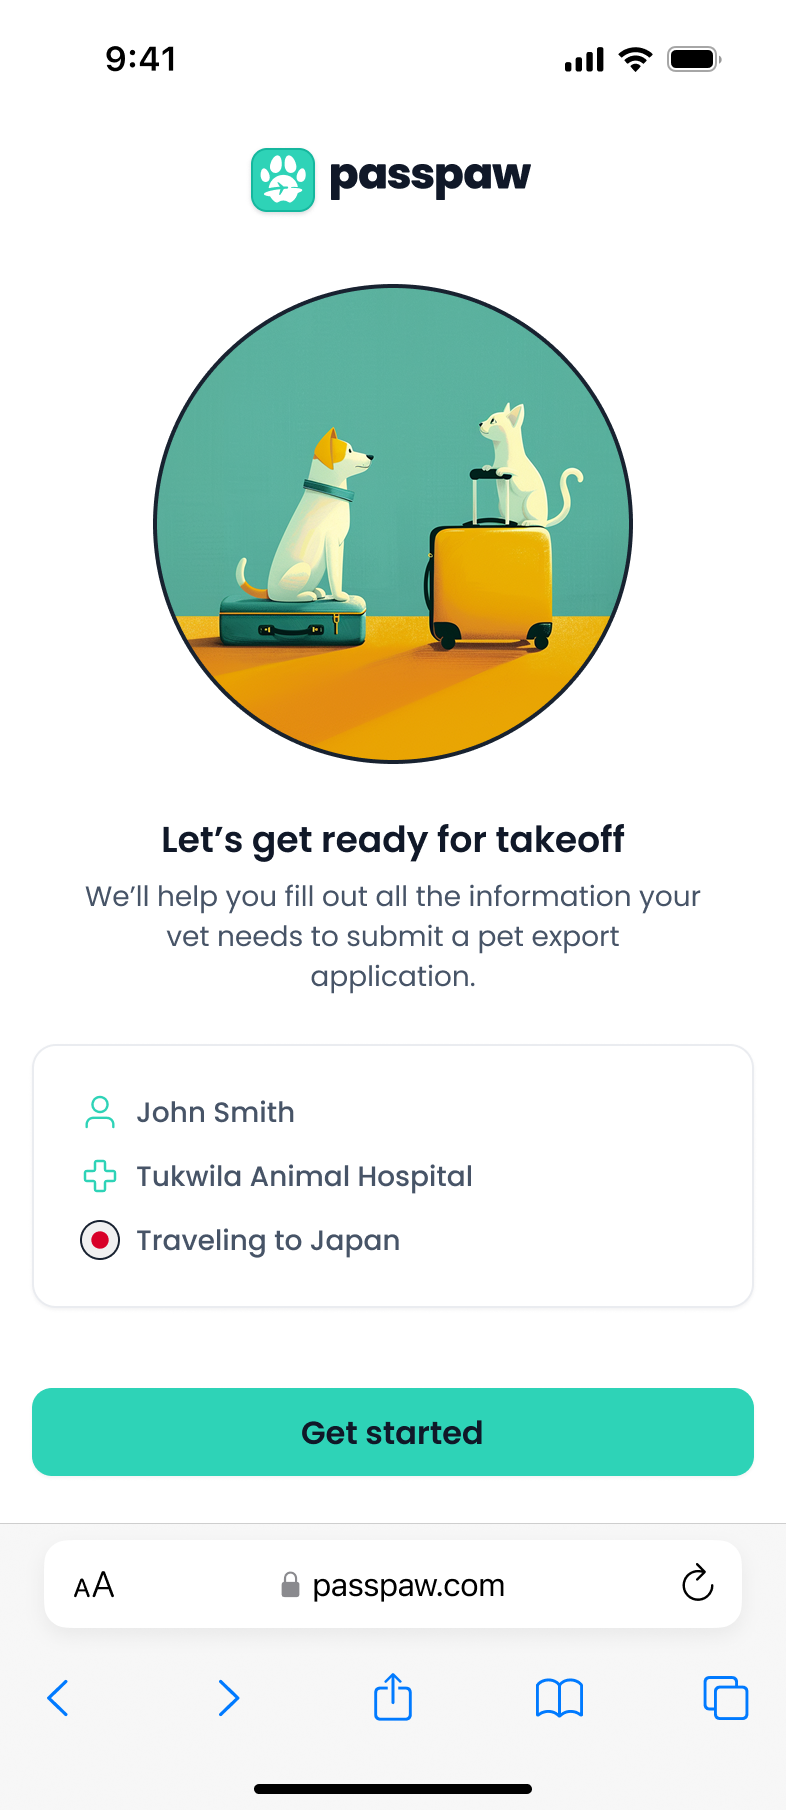 9:41
passpaw
Let’s get ready for takeoff
We’ll help you fill out all the information your
vet needs to submit a pet export
application.
John Smith
Tukwila Animal Hospital
Traveling to Japan
Get started
AA
passpaw.com